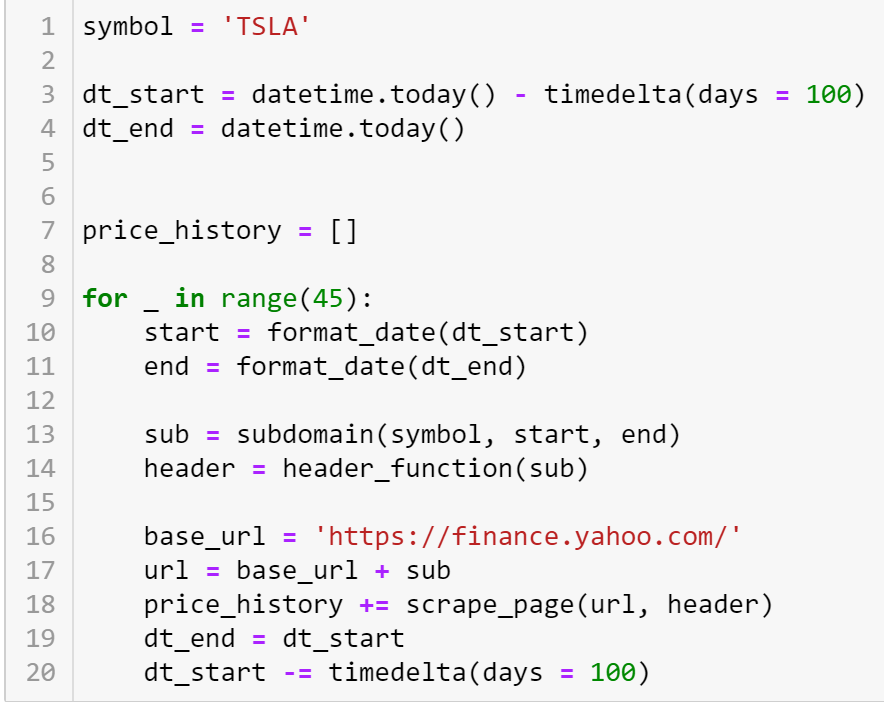 1 symbol = 'TSLA'
2
3 dt_start = datetime.today() - timedelta(days = 100)
4 dt_end = datetime.today()
5
6
7 price_history = []
8
9 for _ in range(45):
10     start = format_date(dt_start)
11     end = format_date(dt_end)
12
13     sub = subdomain(symbol, start, end)
14     header = header_function(sub)
15
16     base_url = 'https://finance.yahoo.com/'
17     url = base_url + sub
18     price_history += scrape_page(url, header)
19     dt_end = dt_start
20     dt_start -= timedelta(days = 100)